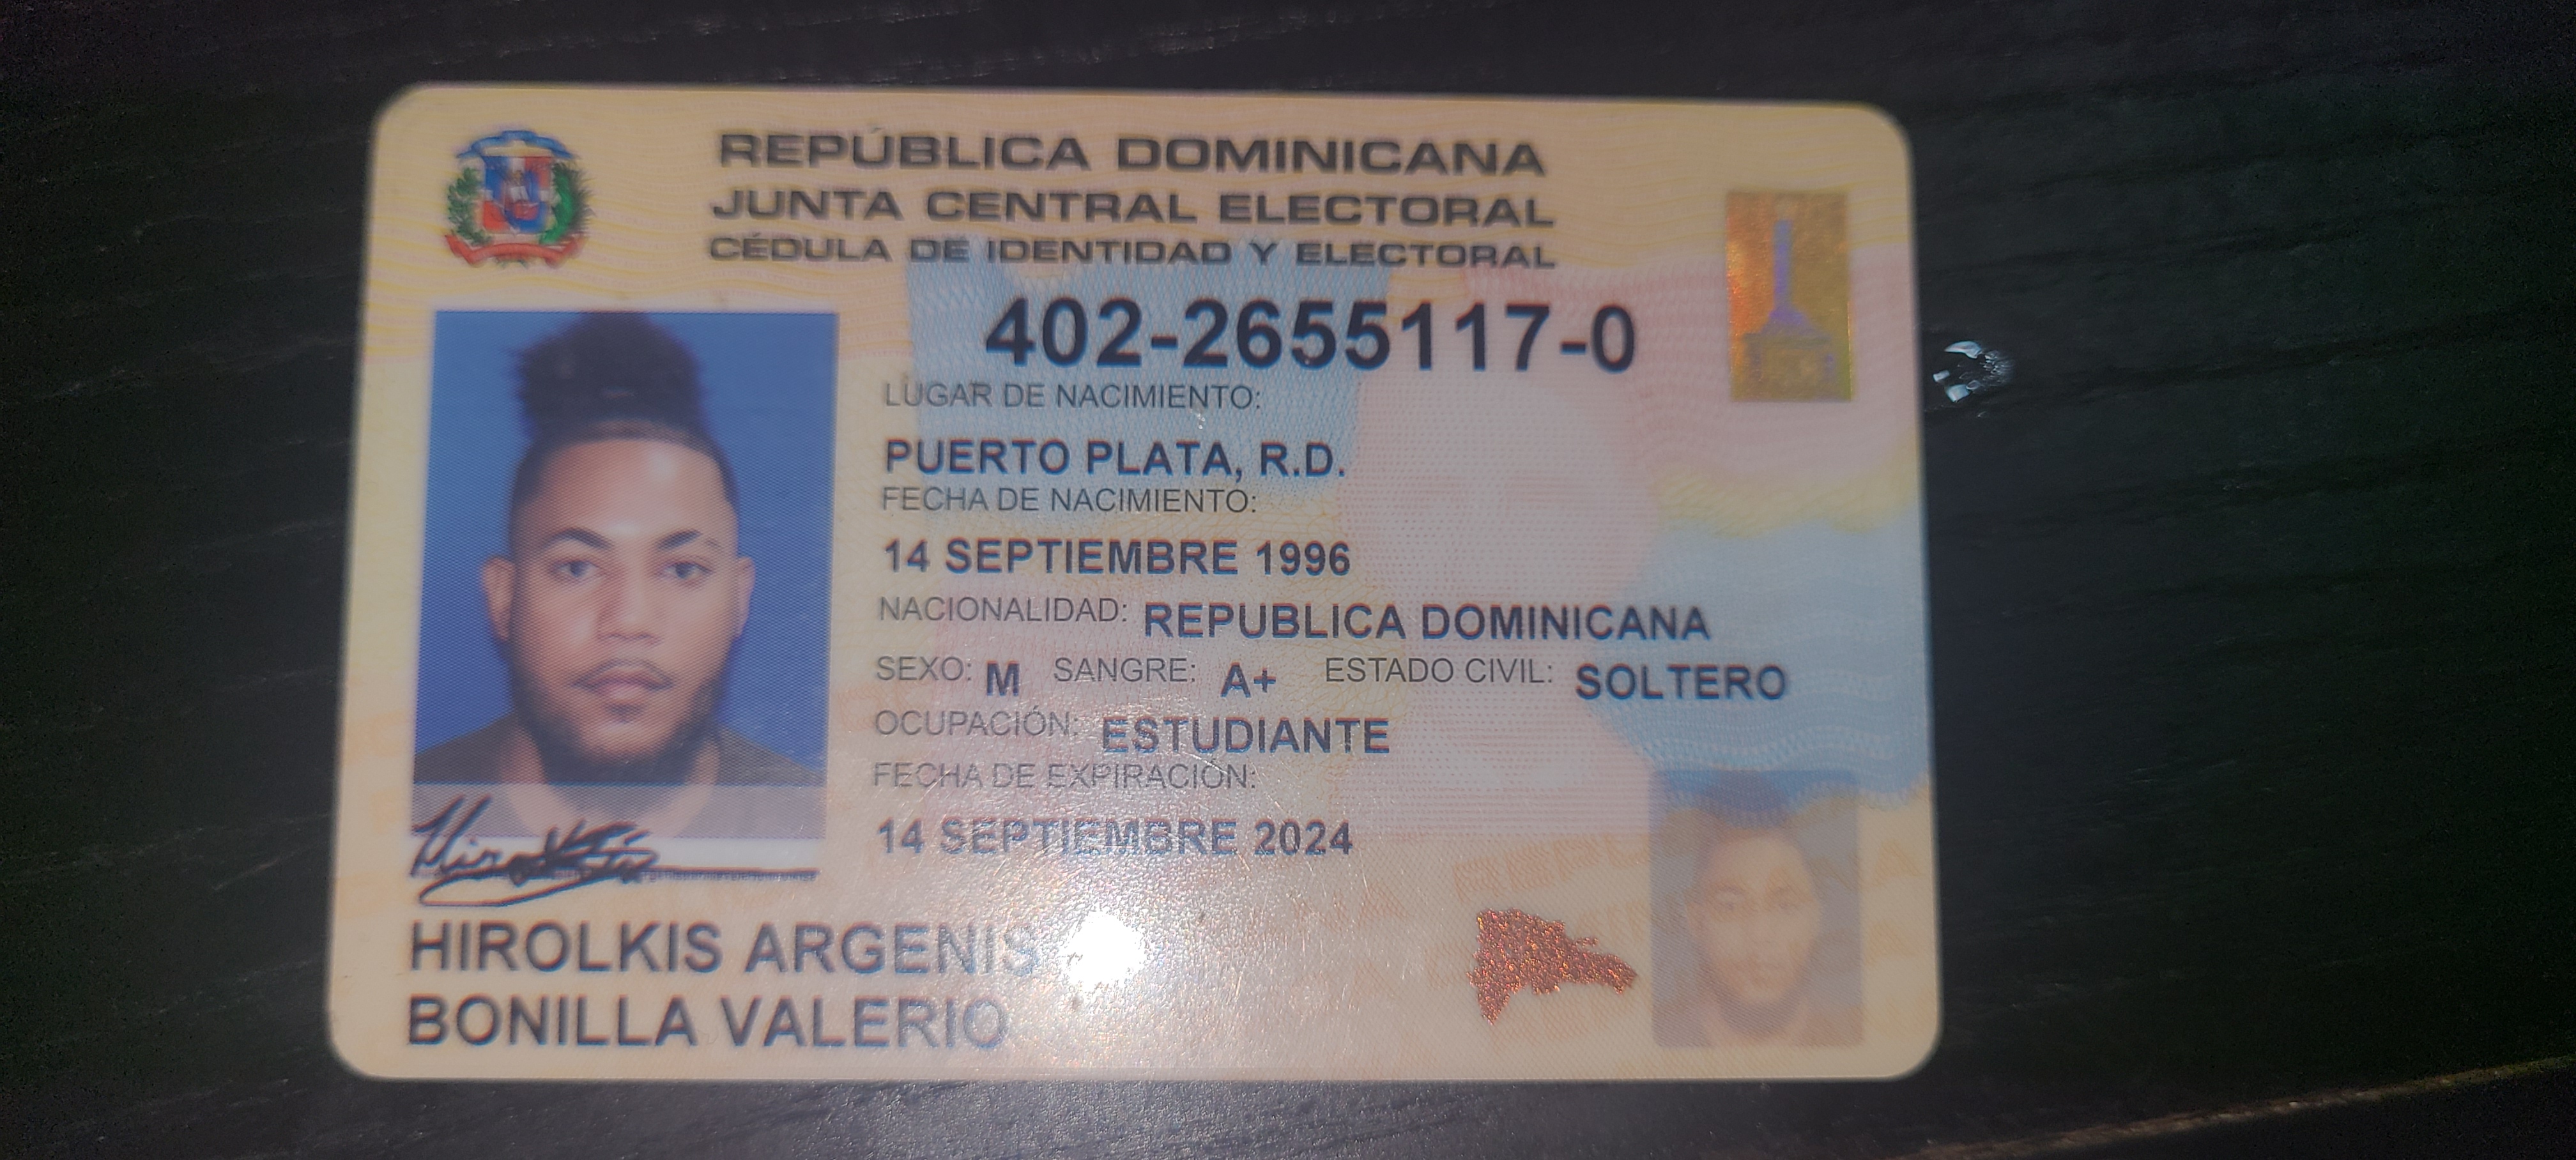 REPÚBLICA DOMINICANA
JUNTA CENTRAL ELECTORAL
CÉDULA DE IDENTIDAD Y ELECTORAL
402-2655117-0
LUGAR DE NACIMIENTO:
PUERTO PLATA, R.D.
FECHA DE NACIMIENTO:
14 SEPTIEMBRE 1996
NACIONALIDAD: REPUBLICA DOMINICANA
SEXO: M SANGRE: A+ ESTADO CIVIL: SOLTERO
OCUPACIÓN: ESTUDIANTE
FECHA DE EXPIRACIÓN:
14 SEPTIEMBRE 2024
HIROLKIS ARGENIS
BONILLA VALERIO